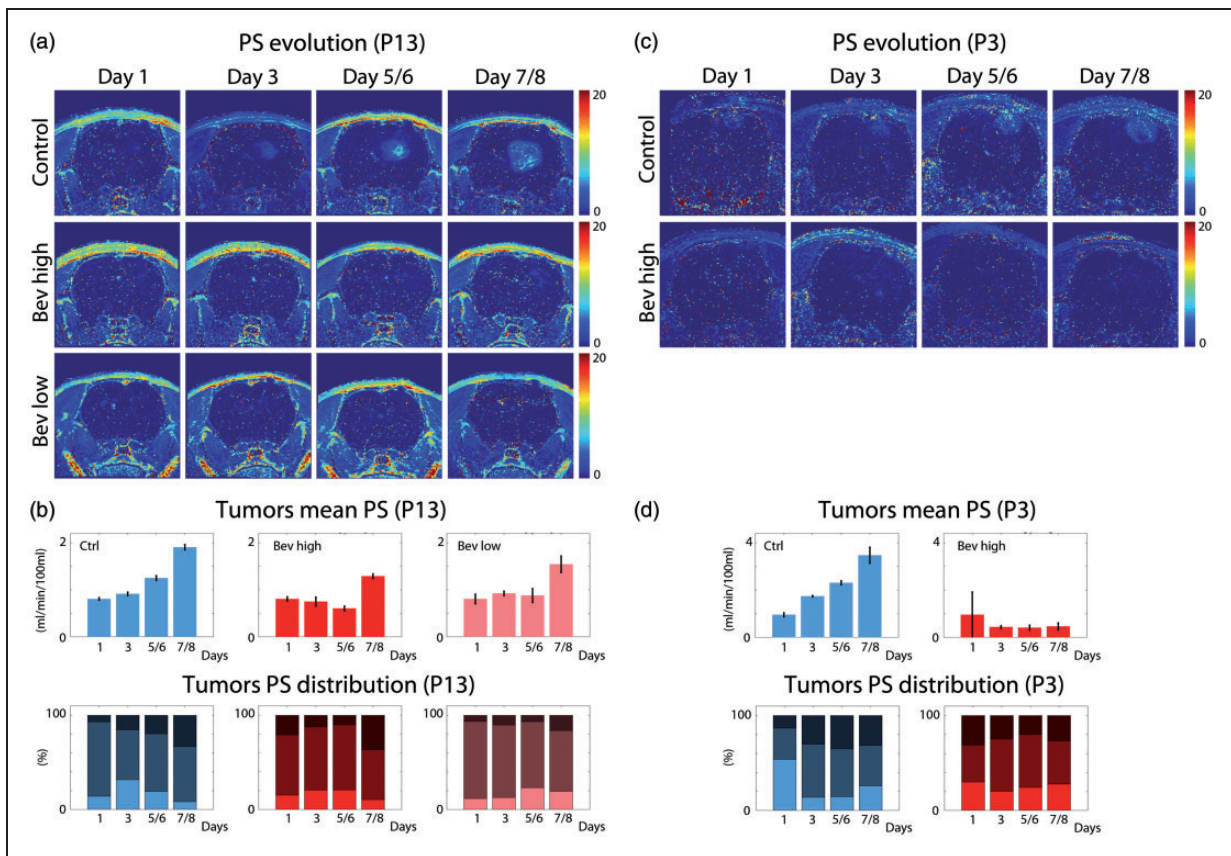 (a)
PS evolution (P13)
Day 1 Day 3 Day 5/6 Day 7/8
Control
20
0
Bev high
20
0
Bev low
20
0
(b)
Tumors mean PS (P13)
(ml/min/100ml)
2
0
Ctrl
1 3 5/6 7/8 Days
2
0
Bev high
1 3 5/6 7/8 Days
2
0
Bev low
1 3 5/6 7/8 Days
Tumors PS distribution (P13)
(%)
100
0
1 3 5/6 7/8 Days
100
0
1 3 5/6 7/8 Days
100
0
1 3 5/6 7/8 Days
(c)
PS evolution (P3)
Day 1 Day 3 Day 5/6 Day 7/8
Control
20
0
Bev high
20
0
(d)
Tumors mean PS (P3)
(ml/min/100ml)
4
0
Ctrl
1 3 5/6 7/8 Days
4
0
Bev high
1 3 5/6 7/8 Days
Tumors PS distribution (P3)
(%)
100
0
1 3 5/6 7/8 Days
100
0
1 3 5/6 7/8 Days